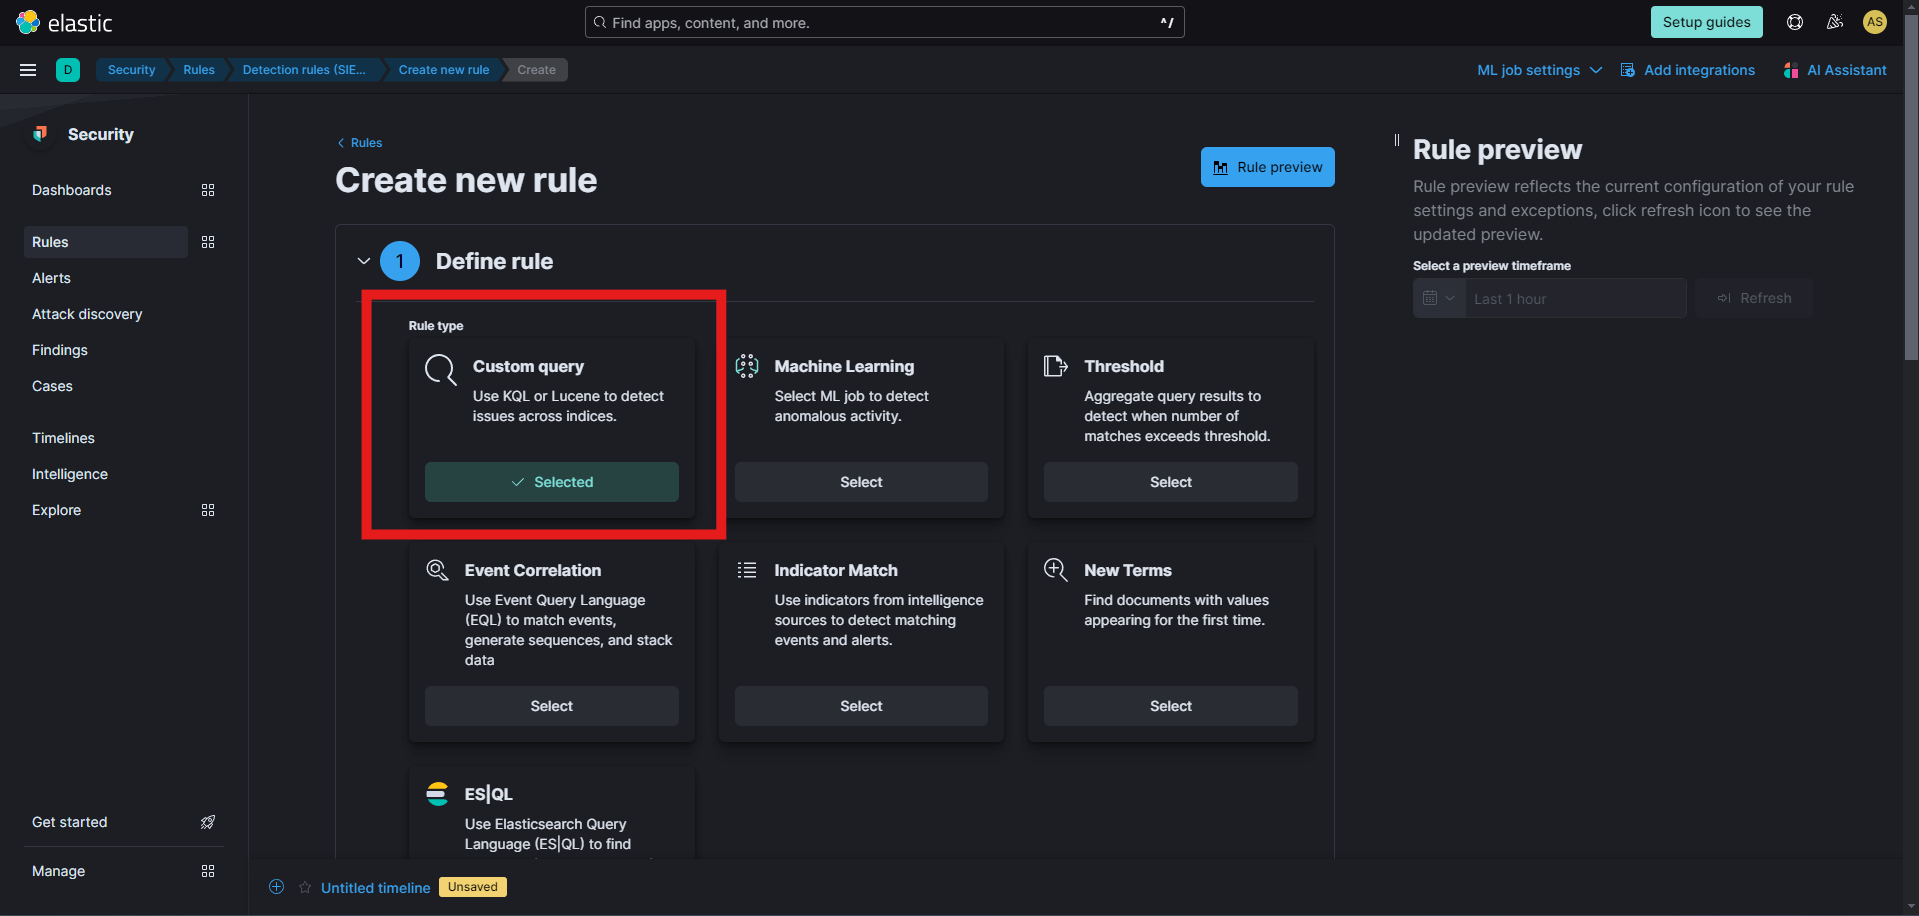 elastic
Find apps, content, and more.
^/
Setup guides
AS
D
Security
Rules
Detection rules (SIE...
Create new rule
Create
ML job settings
Add integrations
AI Assistant
Security
Dashboards
Rules
Alerts
Attack discovery
Findings
Cases
Timelines
Intelligence
Explore
Get started
Manage
Rules
Create new rule
Rule preview
1
Define rule
Rule type
Custom query
Use KQL or Lucene to detect
issues across indices.
Selected
Machine Learning
Select ML job to detect
anomalous activity.
Select
Threshold
Aggregate query results to
detect when number of
matches exceeds threshold.
Select
Event Correlation
Use Event Query Language
(EQL) to match events,
generate sequences, and stack
data
Select
Indicator Match
Use indicators from intelligence
sources to detect matching
events and alerts.
Select
New Terms
Find documents with values
appearing for the first time.
Select
ES|QL
Use Elasticsearch Query
Language (ES|QL) to find
Rule preview
Rule preview reflects the current configuration of your rule
settings and exceptions, click refresh icon to see the
updated preview.
Select a preview timeframe
Last 1 hour
Refresh
Untitled timeline
Unsaved